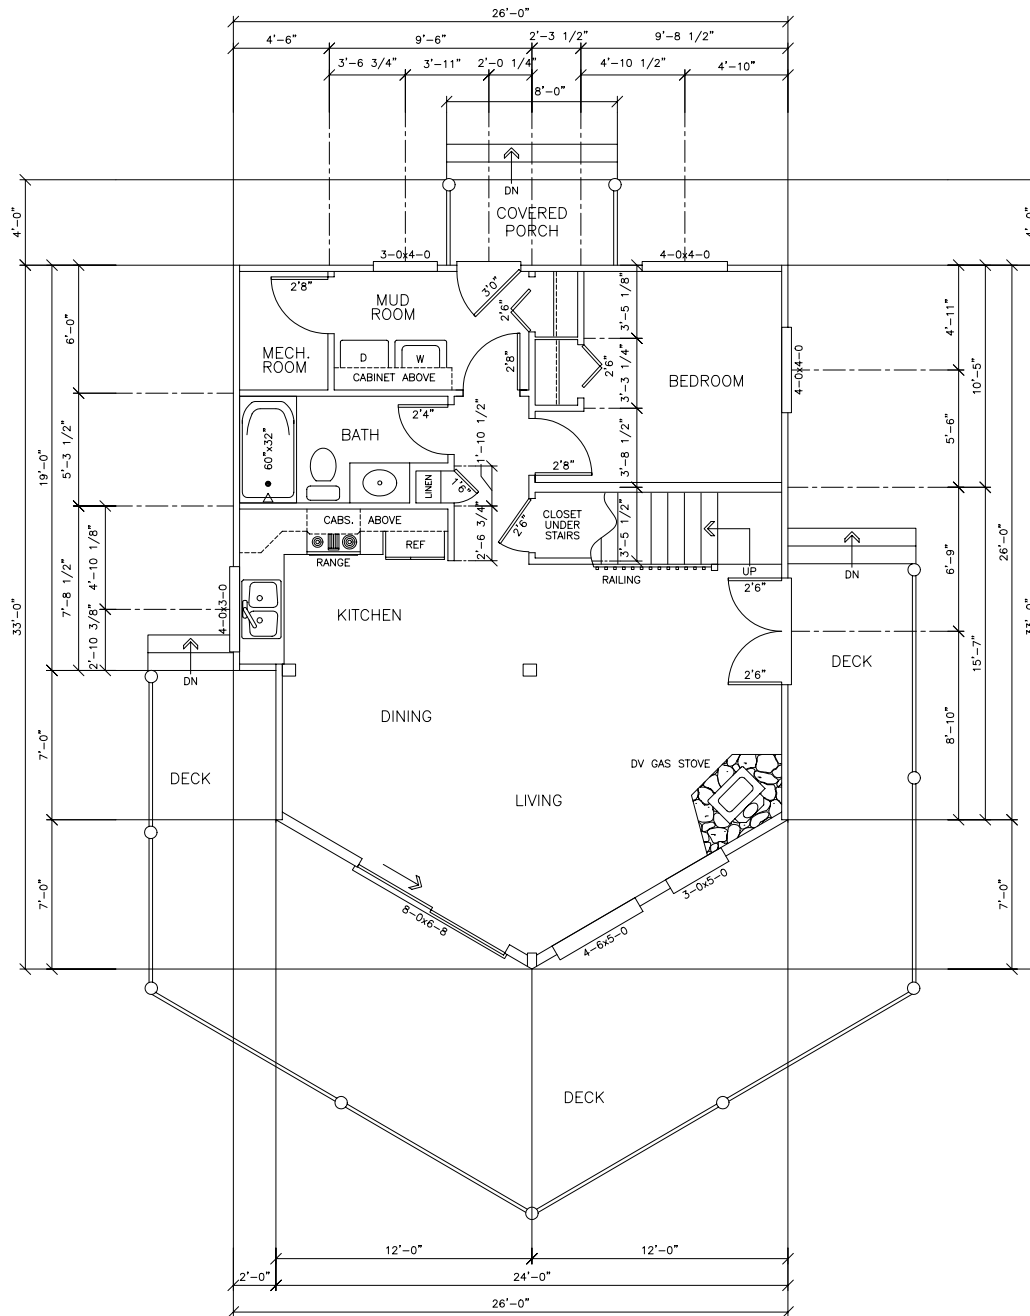 26'-0"
4'-6"
9'-6"
2'-3 1/2"
9'-8 1/2"
3'-6 3/4"
3'-11"
2'-0 1/4"
4'-10 1/2"
4'-10"
8'-0"
DN
COVERED
PORCH
4'-0"
4'-0"
3-0x4-0
4-0x4-0
2'8"
MUD
ROOM
3'0"
2'6"
3'-5 1/8"
4'-11"
6'-0"
MECH.
ROOM
D
W
CABINET ABOVE
2'8"
2'6"
3'-3 1/4"
BEDROOM
4-0x4-0
10'-5"
2'4"
BATH
60"x32"
1'-10 1/2"
2'8"
3'-8 1/2"
5'-6"
19'-0"
5'-3 1/2"
LINEN
1'6"
CABS. ABOVE
REF
RANGE
2'-6 3/4"
2'6"
CLOSET
UNDER
STAIRS
3'-5 1/2"
RAILING
UP
DN
6'-9"
26'-0"
33'-0"
7'-8 1/2"
4'-10 1/8"
2'-10 3/8"
4-0x3-0
KITCHEN
2'6"
2'6"
DECK
15'-7"
33'-0"
DN
DINING
8'-10"
7'-0"
DECK
DV GAS STOVE
LIVING
7'-0"
8-0x6-8
4-6x5-0
3-0x5-0
7'-0"
DECK
12'-0"
12'-0"
2'-0"
24'-0"
26'-0"